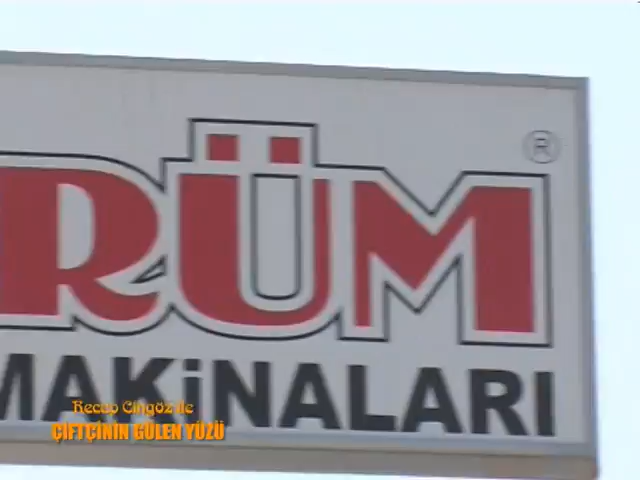 RÜM ®
MAKiNALARI
Recep Cingöz ile
ÇİFTÇİNİN GÜLEN YÜZÜ